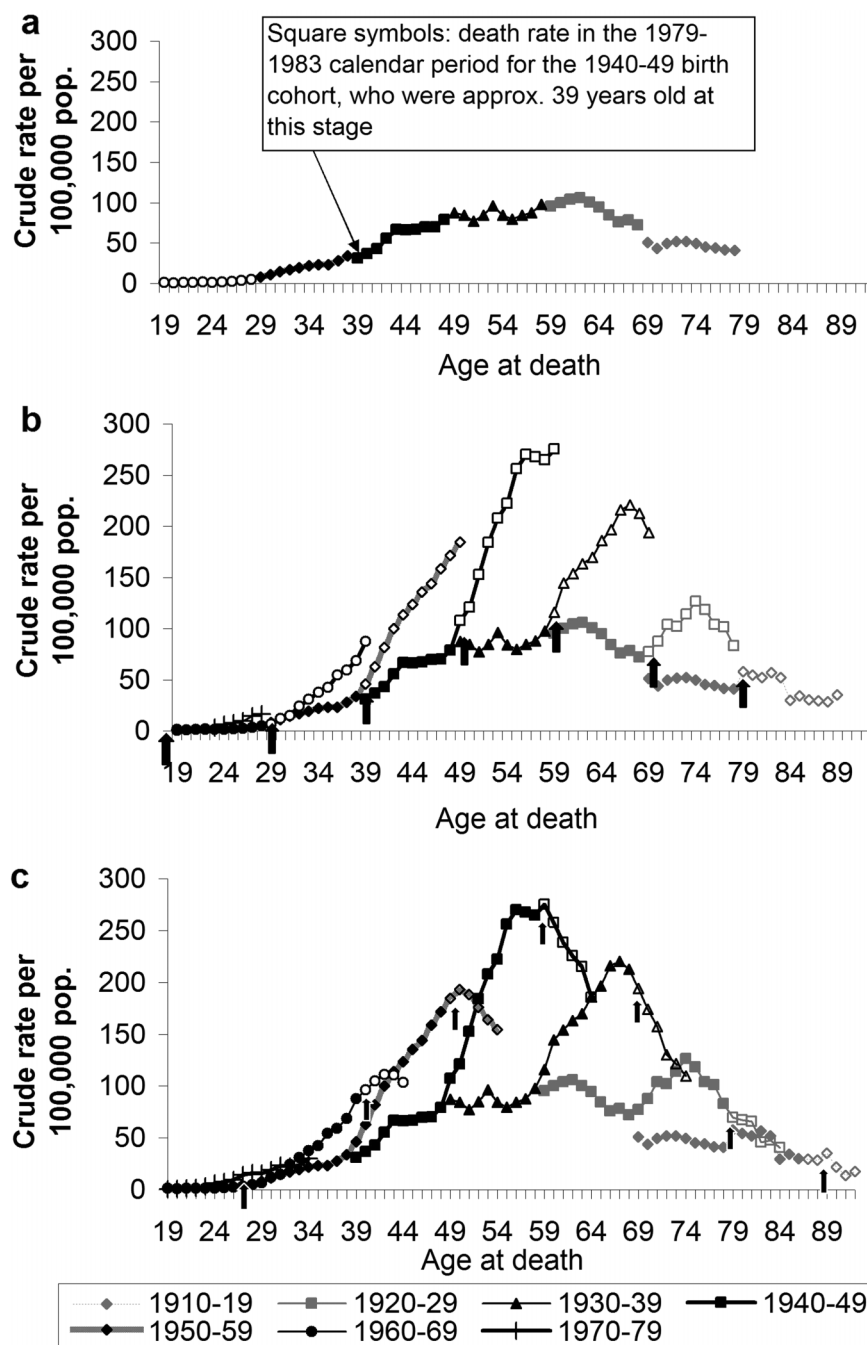 a
Square symbols: death rate in the 1979-
1983 calendar period for the 1940-49 birth
cohort, who were approx. 39 years old at
this stage
Crude rate per
100,000 pop.
300
250
200
150
100
50
0
19 24 29 34 39 44 49 54 59 64 69 74 79 84 89
Age at death
b
Crude rate per
100,000 pop.
300
250
200
150
100
50
0
19 24 29 34 39 44 49 54 59 64 69 74 79 84 89
Age at death
c
Crude rate per
100,000 pop.
300
250
200
150
100
50
0
19 24 29 34 39 44 49 54 59 64 69 74 79 84 89
Age at death
1910-19 1920-29 1930-39 1940-49
1950-59 1960-69 1970-79